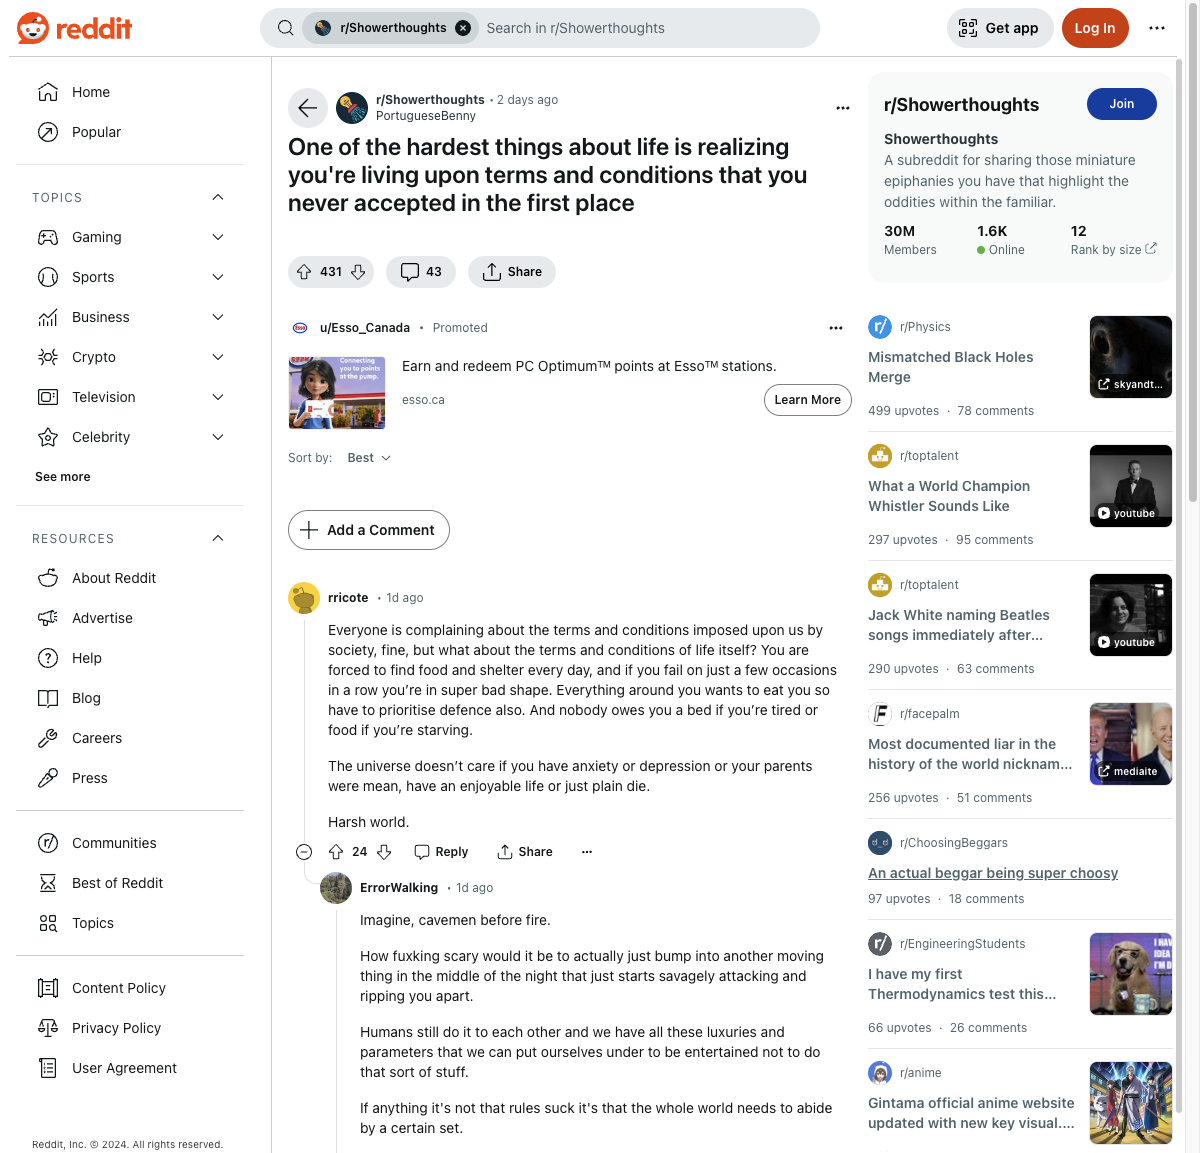 reddit
r/Showerthoughts
Search in r/Showerthoughts
Get app
Log In
Home
Popular
TOPICS
Gaming
Sports
Business
Crypto
Television
Celebrity
See more
RESOURCES
About Reddit
Advertise
Help
Blog
Careers
Press
Communities
Best of Reddit
Topics
Content Policy
Privacy Policy
User Agreement
Reddit, Inc. © 2024. All rights reserved.
r/Showerthoughts • 2 days ago
PortugueseBenny
One of the hardest things about life is realizing
you're living upon terms and conditions that you
never accepted in the first place
431
43
Share
Esso
u/Esso_Canada • Promoted
Connecting
you to points
at the pump.
Earn and redeem PC Optimum™ points at Esso™ stations.
esso.ca
Learn More
Sort by: Best
Add a Comment
rricote • 1d ago
Everyone is complaining about the terms and conditions imposed upon us by
society, fine, but what about the terms and conditions of life itself? You are
forced to find food and shelter every day, and if you fail on just a few occasions
in a row you’re in super bad shape. Everything around you wants to eat you so
have to prioritise defence also. And nobody owes you a bed if you’re tired or
food if you’re starving.
The universe doesn’t care if you have anxiety or depression or your parents
were mean, have an enjoyable life or just plain die.
Harsh world.
24 Reply Share
ErrorWalking • 1d ago
Imagine, cavemen before fire.
How fuxking scary would it be to actually just bump into another moving
thing in the middle of the night that just starts savagely attacking and
ripping you apart.
Humans still do it to each other and we have all these luxuries and
parameters that we can put ourselves under to be entertained not to do
that sort of stuff.
If anything it's not that rules suck it's that the whole world needs to abide
by a certain set.
r/Showerthoughts
Join
Showerthoughts
A subreddit for sharing those miniature
epiphanies you have that highlight the
oddities within the familiar.
30M 1.6K 12
Members Online Rank by size
r/ r/Physics
Mismatched Black Holes
Merge
skyandt...
499 upvotes · 78 comments
r/toptalent
What a World Champion
Whistler Sounds Like
youtube
297 upvotes · 95 comments
r/toptalent
Jack White naming Beatles
songs immediately after...
youtube
290 upvotes · 63 comments
F r/facepalm
Most documented liar in the
history of the world nicknam...
mediaite
256 upvotes · 51 comments
r/ChoosingBeggars
An actual beggar being super choosy
97 upvotes · 18 comments
r/ r/EngineeringStudents
I have my first
Thermodynamics test this...
I HAV
IDEA
I'M D
66 upvotes · 26 comments
r/anime
Gintama official anime website
updated with new key visual....